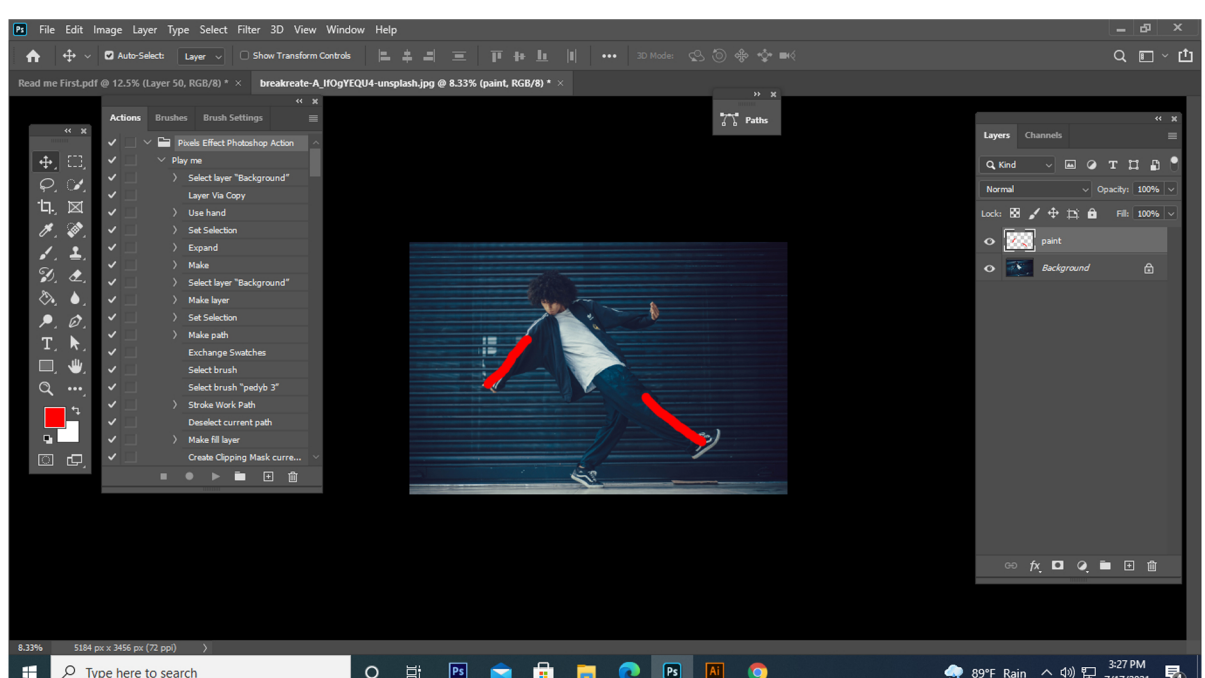 Ps File Edit Image Layer Type Select Filter 3D View Window Help
Auto-Select: Layer Show Transform Controls 3D Mode:
Read me First.pdf @ 12.5% (Layer 50, RGB/8) * × breakreate-A_lfOgYEQU4-unsplash.jpg @ 8.33% (paint, RGB/8) * ×
Actions Brushes Brush Settings
Pixels Effect Photoshop Action
Play me
Select layer "Background"
Layer Via Copy
Use hand
Set Selection
Expand
Make
Select layer "Background"
Make layer
Set Selection
Make path
Exchange Swatches
Select brush
Select brush "pedyb 3"
Stroke Work Path
Deselect current path
Make fill layer
Create Clipping Mask curre...
Paths
Layers Channels
Kind
Normal Opacity: 100%
Lock: Fill: 100%
paint
Background
8.33% 5184 px x 3456 px (72 ppi)
Type here to search
Ps Ps Ai
89°F Rain 3:27 PM